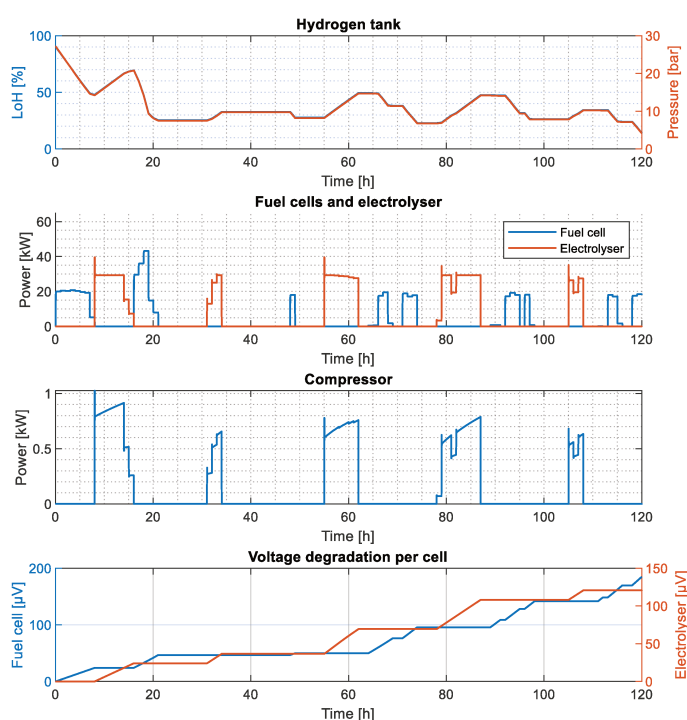 Hydrogen tank
100
50
0
LoH [%]
30
20
10
0
Pressure [bar]
0 20 40 60 80 100 120
Time [h]
Fuel cells and electrolyser
60
40
20
0
Power [kW]
Fuel cell
Electrolyser
0 20 40 60 80 100 120
Time [h]
Compressor
1
0.5
0
Power [kW]
0 20 40 60 80 100 120
Time [h]
Voltage degradation per cell
200
100
0
Fuel cell [µV]
150
100
50
0
Electrolyser [µV]
0 20 40 60 80 100 120
Time [h]